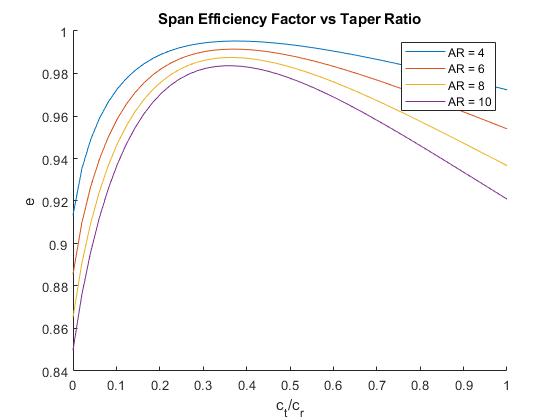 Span Efficiency Factor vs Taper Ratio
1
0.98
0.96
0.94
0.92
0.9
0.88
0.86
0.84
e
AR = 4
AR = 6
AR = 8
AR = 10
0 0.1 0.2 0.3 0.4 0.5 0.6 0.7 0.8 0.9 1
c_t/c_r